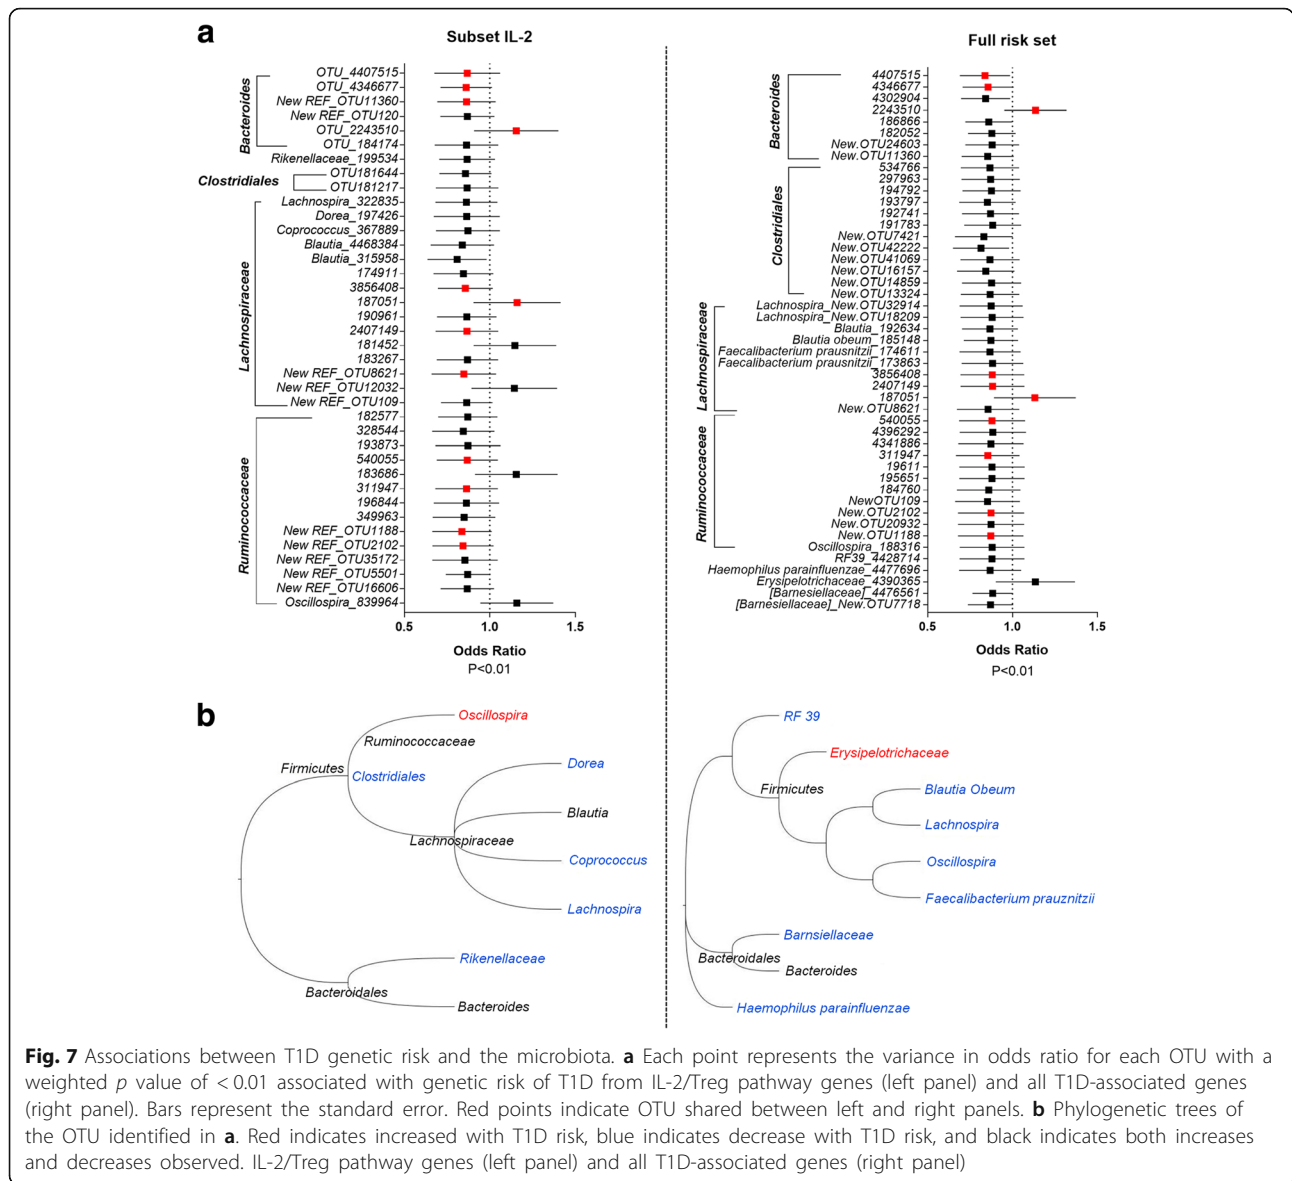 a
Subset IL-2
Bacteroides
OTU_4407515
OTU_4346677
New REF_OTU11360
New REF_OTU120
OTU_2243510
OTU_184174
Rikenellaceae_199534
Clostridiales
OTU181644
OTU181217
Lachnospiraceae
Lachnospira_322835
Dorea_197426
Coprococcus_367889
Blautia_4468384
Blautia_315958
174911
3856408
187051
190961
2407149
181452
183267
New REF_OTU8621
New REF_OTU12032
New REF_OTU109
Ruminococcaceae
182577
328544
193873
540055
183686
311947
196844
349963
New REF_OTU1188
New REF_OTU2102
New REF_OTU35172
New REF_OTU5501
New REF_OTU16606
Oscillospira_839964
0.5 1.0 1.5
Odds Ratio
P<0.01
Full risk set
Bacteroides
4407515
4346677
4302904
2243510
186866
182052
New.OTU24603
New.OTU11360
Clostridiales
534766
297963
194792
193797
192741
191783
New.OTU7421
New.OTU42222
New.OTU41069
New.OTU16157
New.OTU14859
New.OTU13324
Lachnospiraceae
Lachnospira_New.OTU32914
Lachnospira_New.OTU18209
Blautia_192634
Blautia obeum_185148
Faecalibacterium prausnitzii_174611
Faecalibacterium prausnitzii_173863
3856408
2407149
187051
New.OTU8621
Ruminococcaceae
540055
4396292
4341886
311947
19611
195651
184760
NewOTU109
New.OTU2102
New.OTU20932
New.OTU1188
Oscillospira_188316
RF39_4428714
Haemophilus parainfluenzae_4477696
Erysipelotrichaceae_4390365
[Barnesiellaceae]_4476561
[Barnesiellaceae]_New.OTU7718
0.5 1.0 1.5
Odds Ratio
P<0.01
b
Oscillospira
Ruminococcaceae
Firmicutes
Clostridiales
Dorea
Blautia
Lachnospiraceae
Coprococcus
Lachnospira
Rikenellaceae
Bacteroidales
Bacteroides
RF 39
Erysipelotrichaceae
Firmicutes
Blautia Obeum
Lachnospira
Oscillospira
Faecalibacterium prauznitzii
Barnsiellaceae
Bacteroidales
Bacteroides
Haemophilus parainfluenzae
Fig. 7 Associations between T1D genetic risk and the microbiota. a Each point represents the variance in odds ratio for each OTU with a
weighted p value of < 0.01 associated with genetic risk of T1D from IL-2/Treg pathway genes (left panel) and all T1D-associated genes
(right panel). Bars represent the standard error. Red points indicate OTU shared between left and right panels. b Phylogenetic trees of
the OTU identified in a. Red indicates increased with T1D risk, blue indicates decrease with T1D risk, and black indicates both increases
and decreases observed. IL-2/Treg pathway genes (left panel) and all T1D-associated genes (right panel)